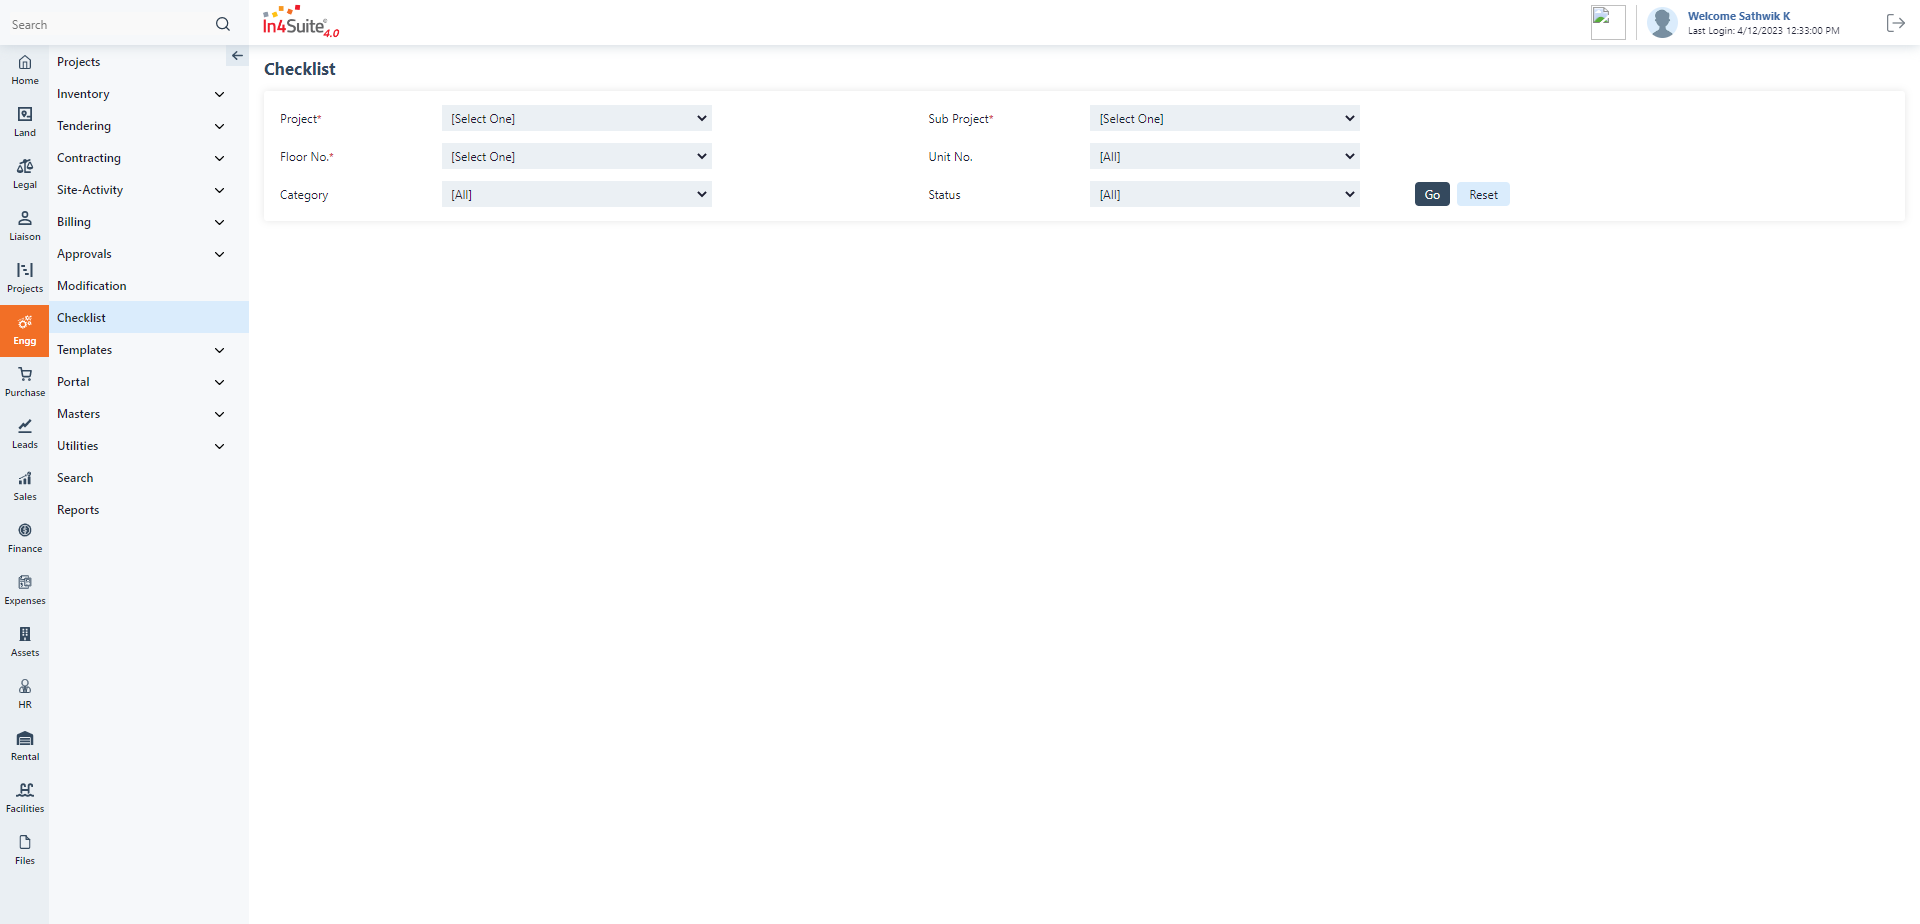 Search
In4Suite® 4.0
Welcome Sathwik K
Last Login: 4/12/2023 12:33:00 PM
Home
Land
Legal
Liaison
Projects
Engg
Purchase
Leads
Sales
Finance
Expenses
Assets
HR
Rental
Facilities
Files
Projects
Inventory
Tendering
Contracting
Site-Activity
Billing
Approvals
Modification
Checklist
Templates
Portal
Masters
Utilities
Search
Reports
Checklist
Project* [Select One] Sub Project* [Select One]
Floor No.* [Select One] Unit No. [All]
Category [All] Status [All] Go Reset